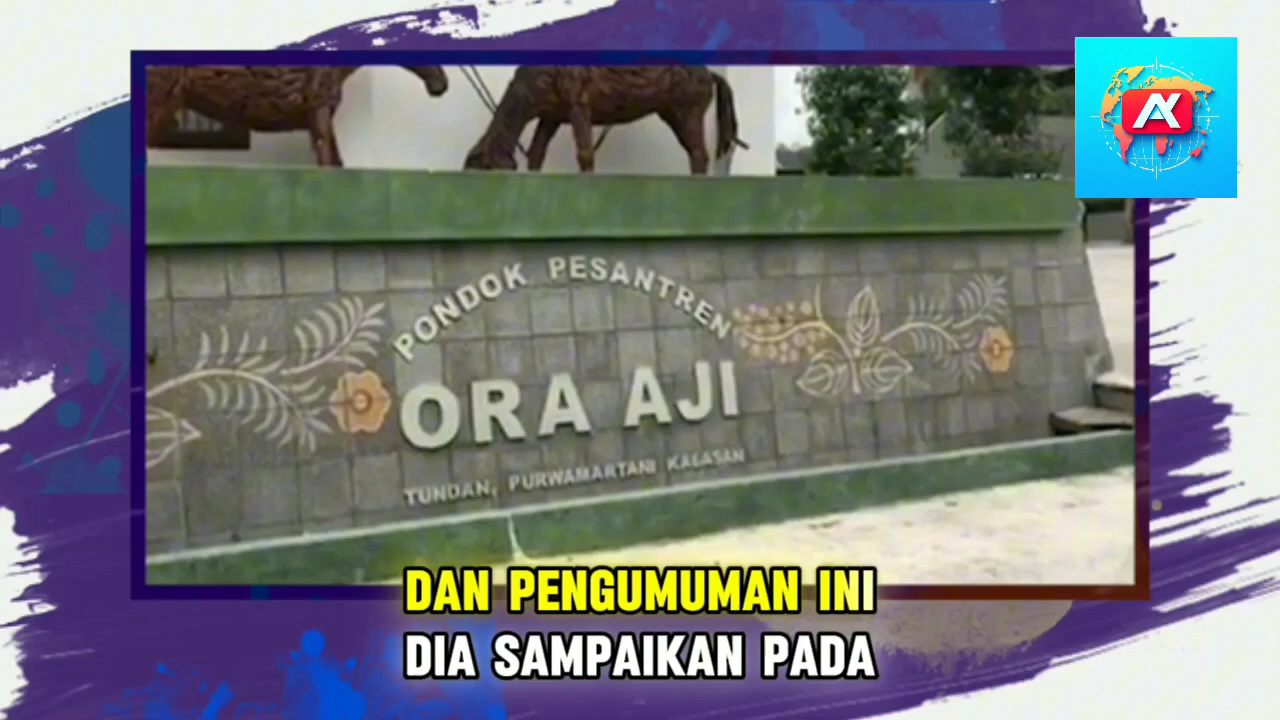 PONDOK PESANTREN
ORA AJI
TUNDAN, PURWAMARTANI KALASAN
DAN PENGUMUMAN INI
DIA SAMPAIKAN PADA